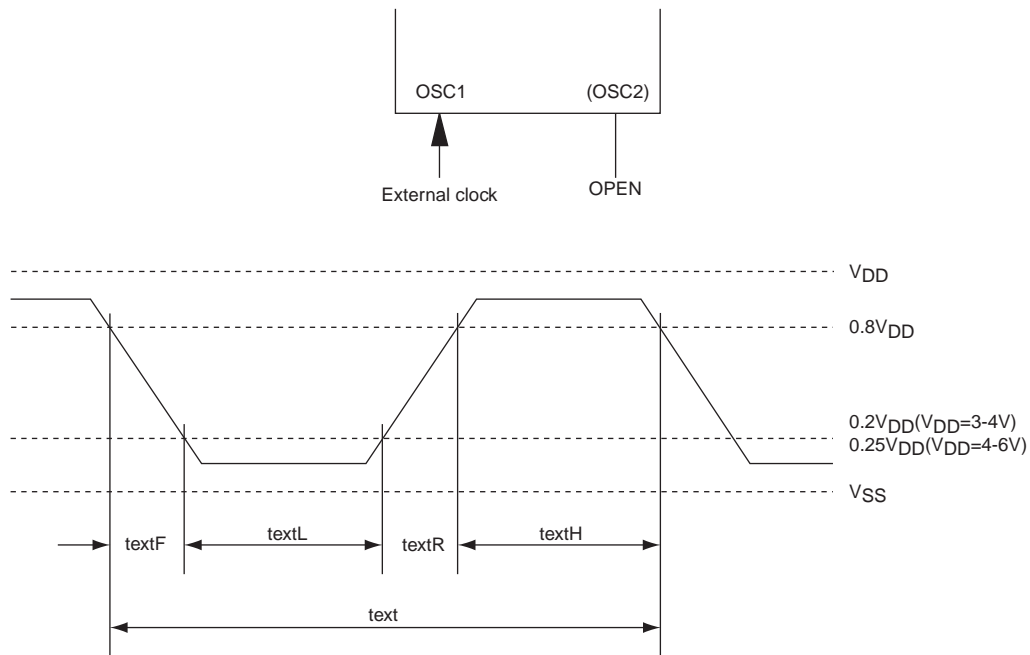 OSC1 (OSC2)
External clock OPEN
VDD
0.8VDD
0.2VDD(VDD=3-4V)
0.25VDD(VDD=4-6V)
VSS
textF textL textR textH
text